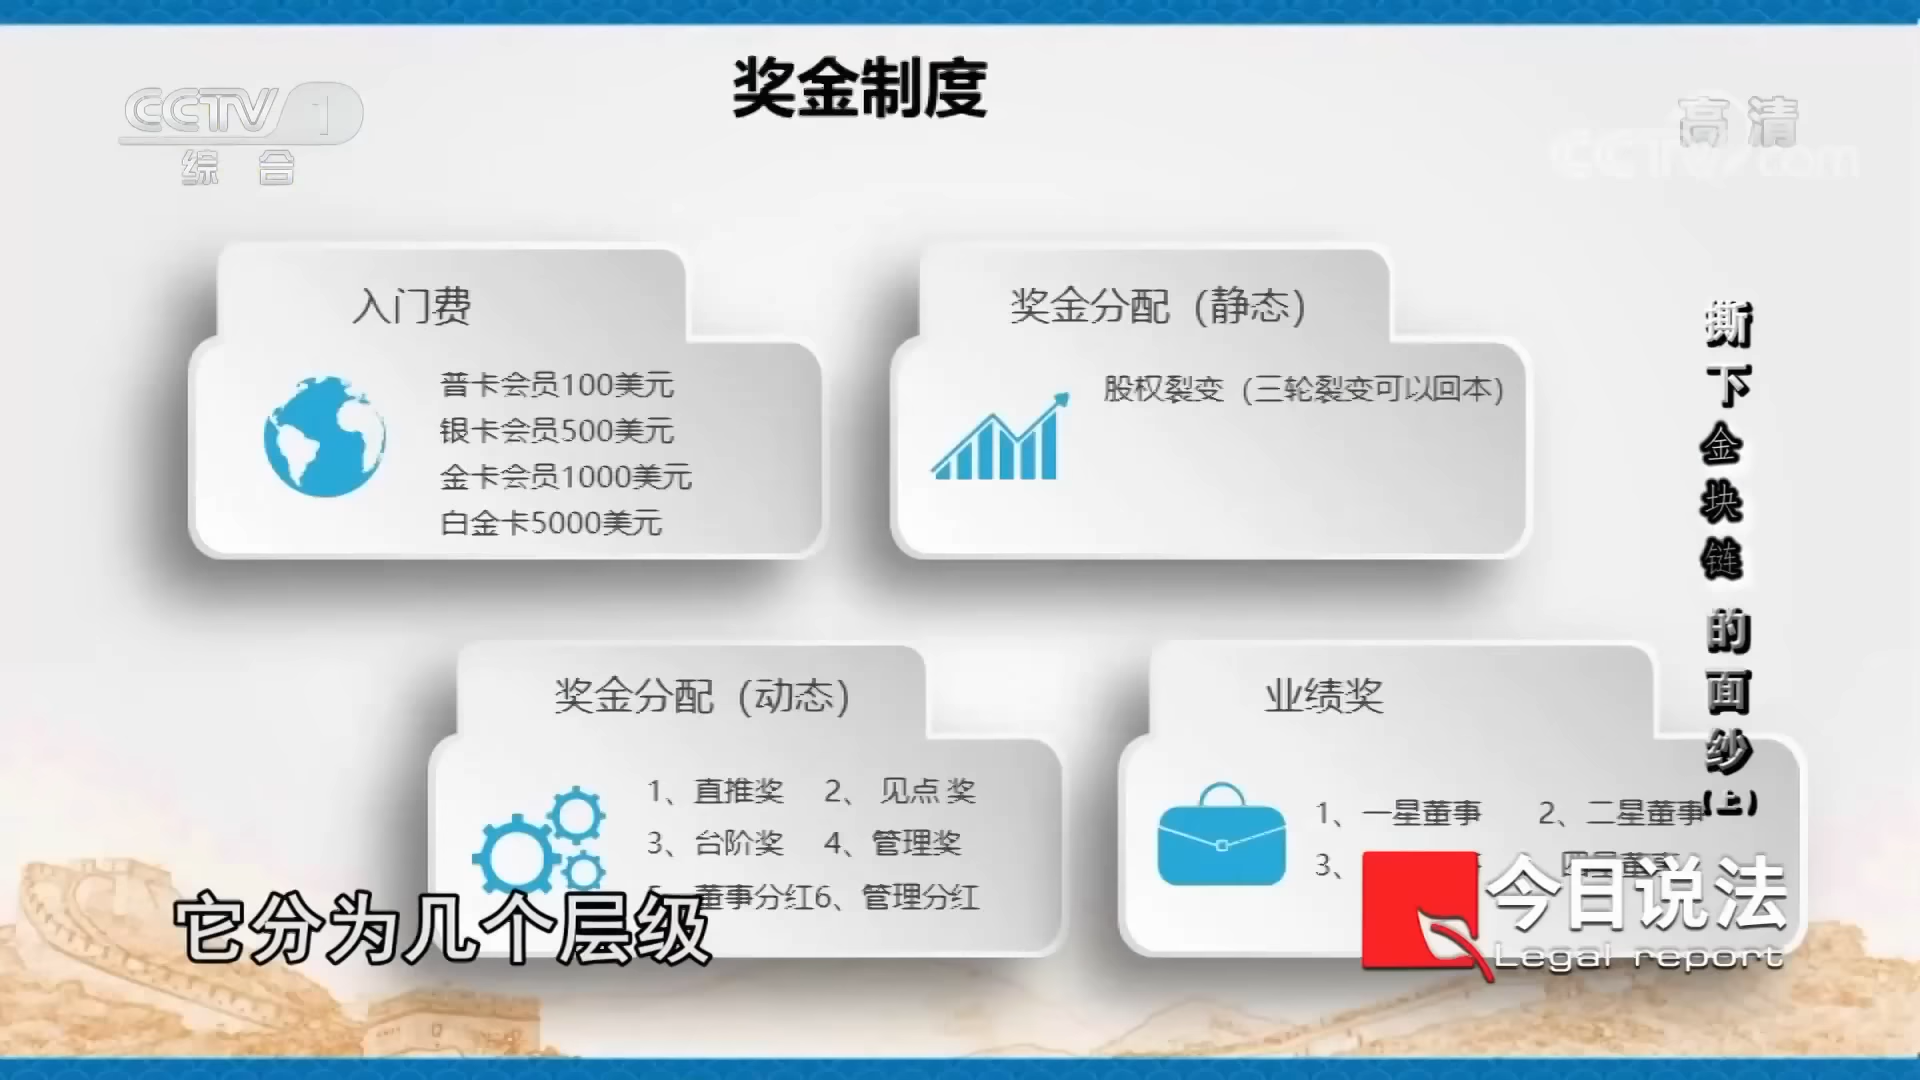 奖金制度
CCTV 1
综 合
高 清
CCTV.com
入门费
普卡会员100美元
银卡会员500美元
金卡会员1000美元
白金卡5000美元
奖金分配（静态）
股权裂变（三轮裂变可以回本）
撕下金块链的面纱
（上）
奖金分配（动态）
1、直推奖 2、见点 奖
3、台阶奖 4、管理奖
董事分红6、管理分红
业绩奖
1、一星董事 2、二星董事
3、
今日说法
Legal report
它分为几个层级